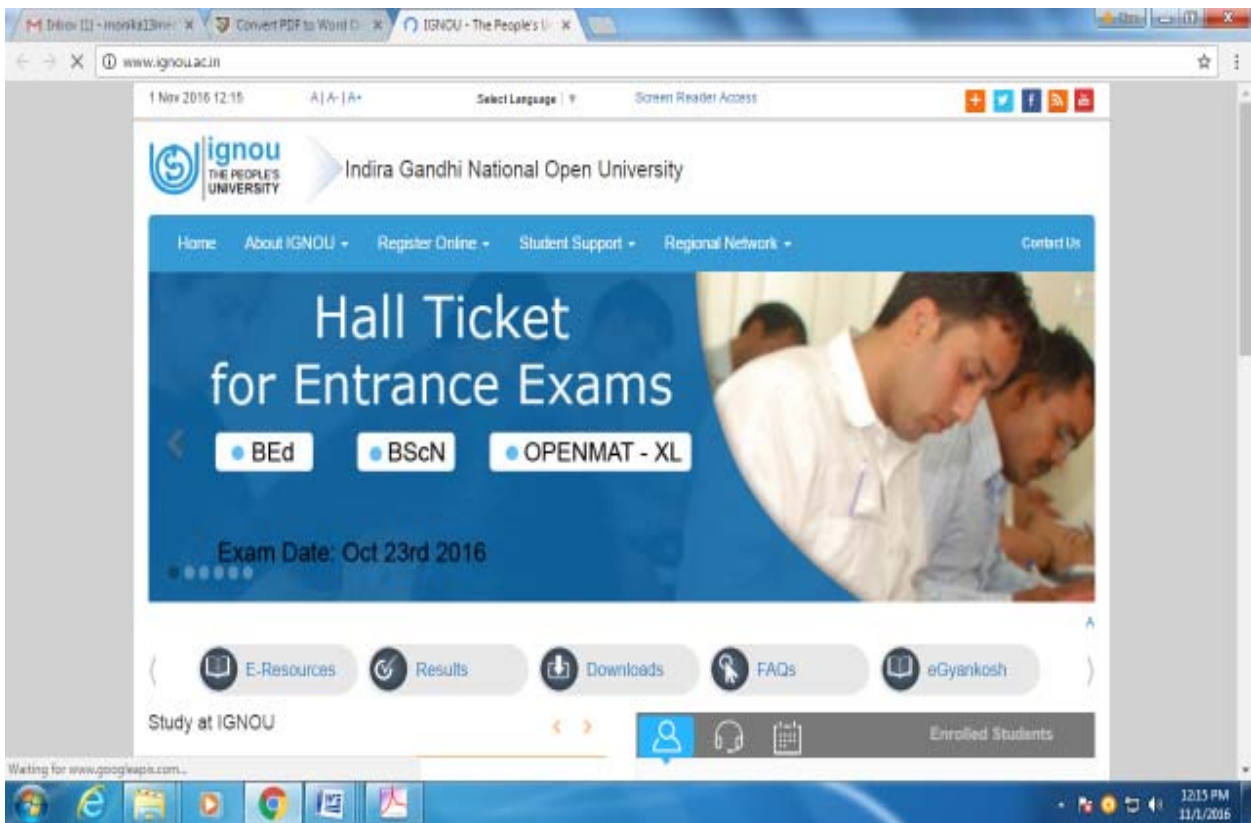 Convert PDF to Word D
IGNOU - The People's U
www.ignou.ac.in
1 Nov 2016 12:15 A | A- | A+ Select Language ▼ Screen Reader Access
ignou
THE PEOPLE'S
UNIVERSITY
Indira Gandhi National Open University
Home About IGNOU Register Online Student Support Regional Network Contact Us
Hall Ticket
for Entrance Exams
BEd BScN OPENMAT - XL
Exam Date: Oct 23rd 2016
A
E-Resources Results Downloads FAQs eGyankosh
Study at IGNOU
Enrolled Students
Waiting for www.googleapis.com...
12:15 PM
11/1/2016